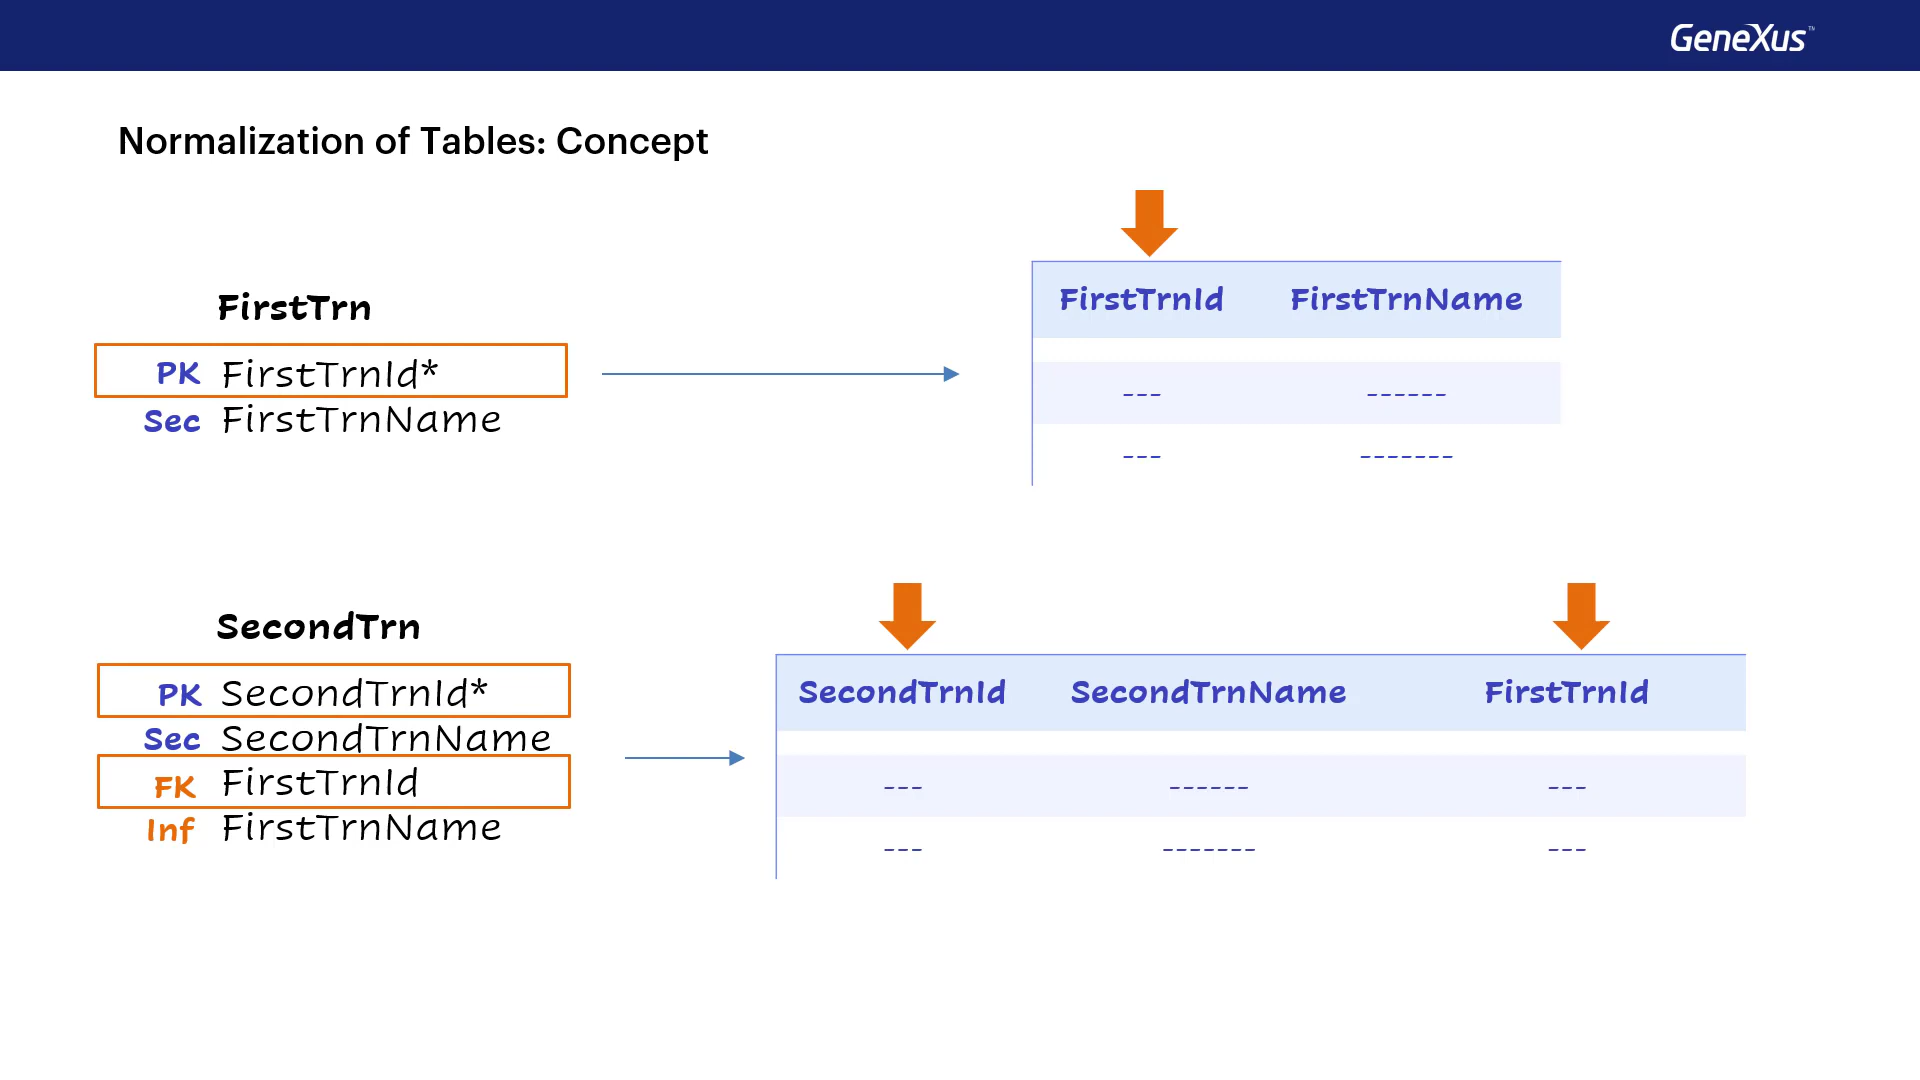 GeneXus™
Normalization of Tables: Concept
FirstTrn
PK FirstTrnId*
Sec FirstTrnName
FirstTrnId FirstTrnName
--- ------
--- -------
SecondTrn
PK SecondTrnId*
Sec SecondTrnName
FK FirstTrnId
Inf FirstTrnName
SecondTrnId SecondTrnName FirstTrnId
--- ------ ---
--- ------- ---